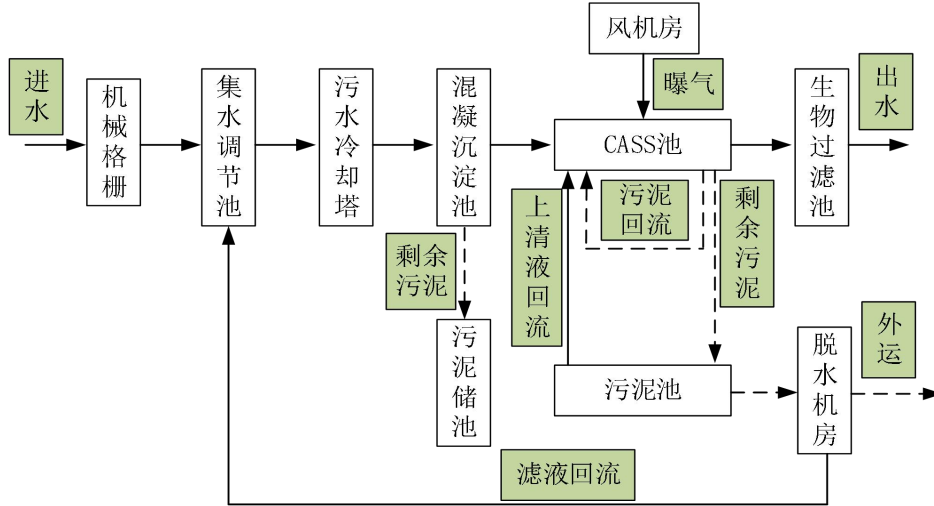 风机房
进水
机械格栅
集水调节池
污水冷却塔
混凝沉淀池
曝气
CASS池
生物过滤池
出水
剩余
污泥
上清液回流
污泥
回流
剩余污泥
污泥储池
污泥池
脱水机房
外运
滤液回流